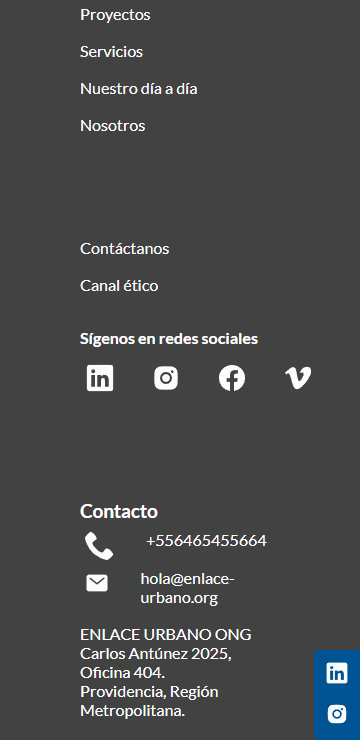 Proyectos
Servicios
Nuestro día a día
Nosotros
Contáctanos
Canal ético
Sígenos en redes sociales
Contacto
+556465455664
hola@enlace-
urbano.org
ENLACE URBANO ONG
Carlos Antúnez 2025,
Oficina 404.
Providencia, Región
Metropolitana.